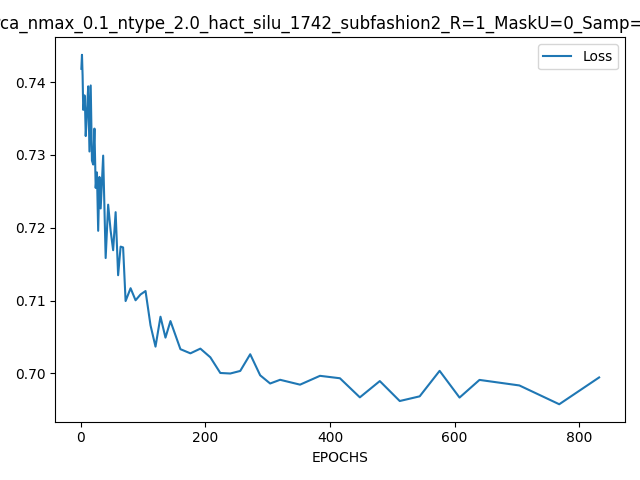 rca_nmax_0.1_ntype_2.0_hact_silu_1742_subfashion2_R=1_MaskU=0_Samp=
Loss
0.74
0.73
0.72
0.71
0.70
0 200 400 600 800
EPOCHS